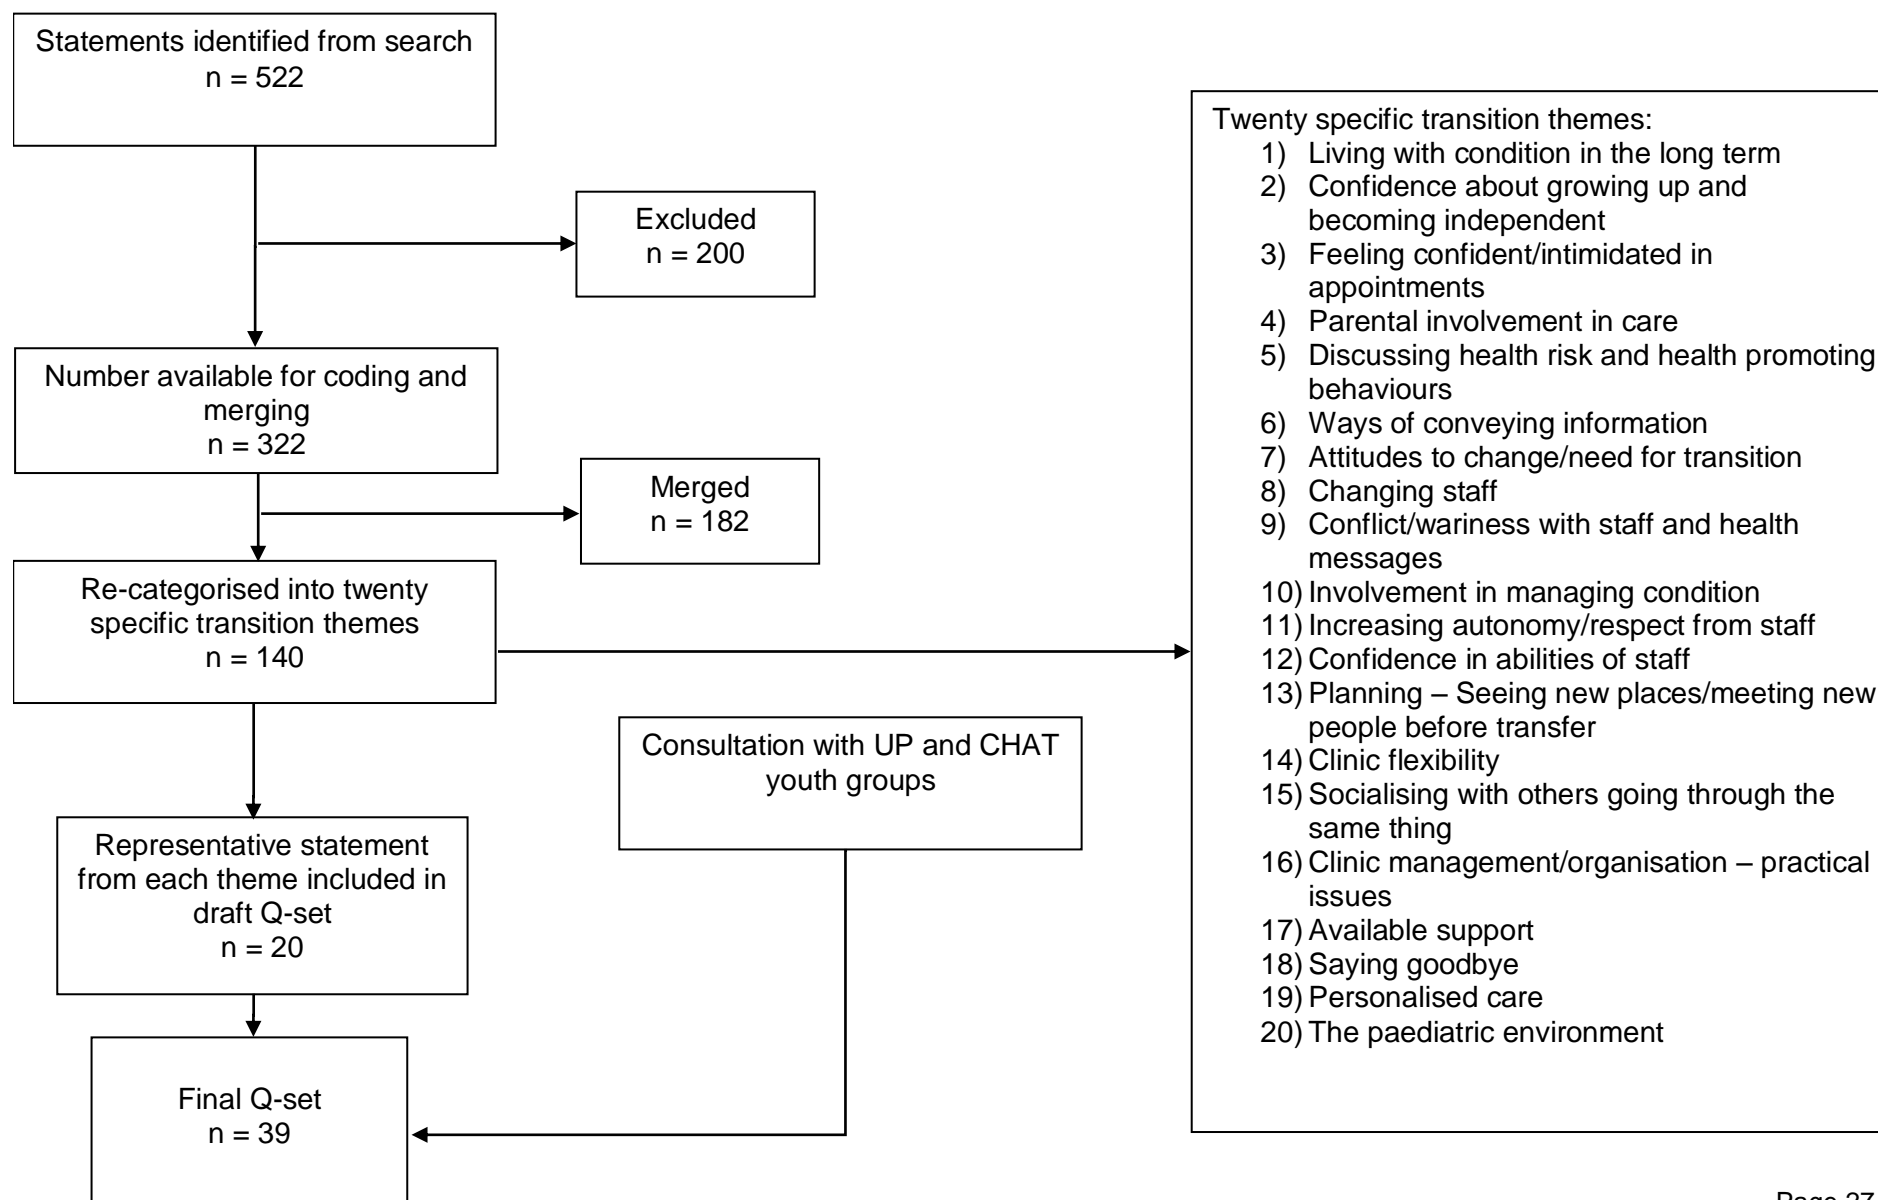 Statements identified from search
n = 522
Excluded
n = 200
Number available for coding and
merging
n = 322
Merged
n = 182
Re-categorised into twenty
specific transition themes
n = 140
Consultation with UP and CHAT
youth groups
Representative statement
from each theme included in
draft Q-set
n = 20
Final Q-set
n = 39
Twenty specific transition themes:
1) Living with condition in the long term
2) Confidence about growing up and
becoming independent
3) Feeling confident/intimidated in
appointments
4) Parental involvement in care
5) Discussing health risk and health promoting
behaviours
6) Ways of conveying information
7) Attitudes to change/need for transition
8) Changing staff
9) Conflict/wariness with staff and health
messages
10) Involvement in managing condition
11) Increasing autonomy/respect from staff
12) Confidence in abilities of staff
13) Planning – Seeing new places/meeting new
people before transfer
14) Clinic flexibility
15) Socialising with others going through the
same thing
16) Clinic management/organisation – practical
issues
17) Available support
18) Saying goodbye
19) Personalised care
20) The paediatric environment
Page 27